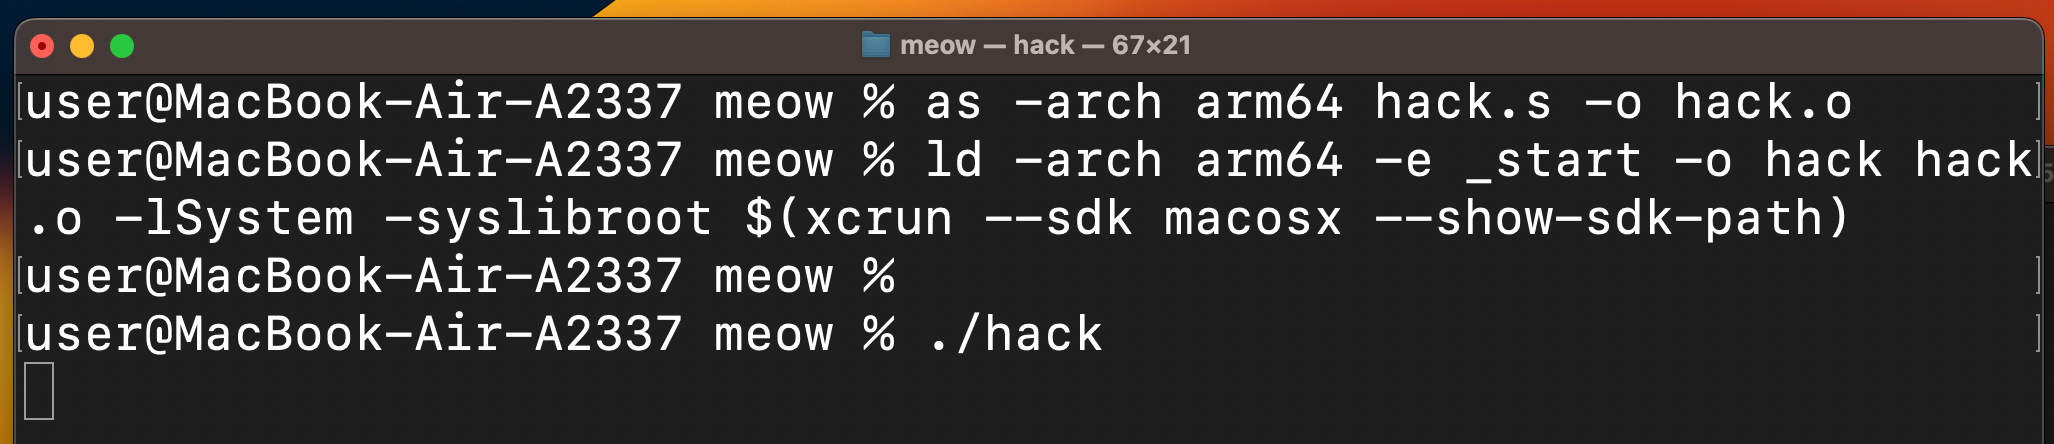 meow — hack — 67×21
user@MacBook-Air-A2337 meow % as -arch arm64 hack.s -o hack.o
user@MacBook-Air-A2337 meow % ld -arch arm64 -e _start -o hack hack
.o -lSystem -syslibroot $(xcrun --sdk macosx --show-sdk-path)
user@MacBook-Air-A2337 meow %
user@MacBook-Air-A2337 meow % ./hack